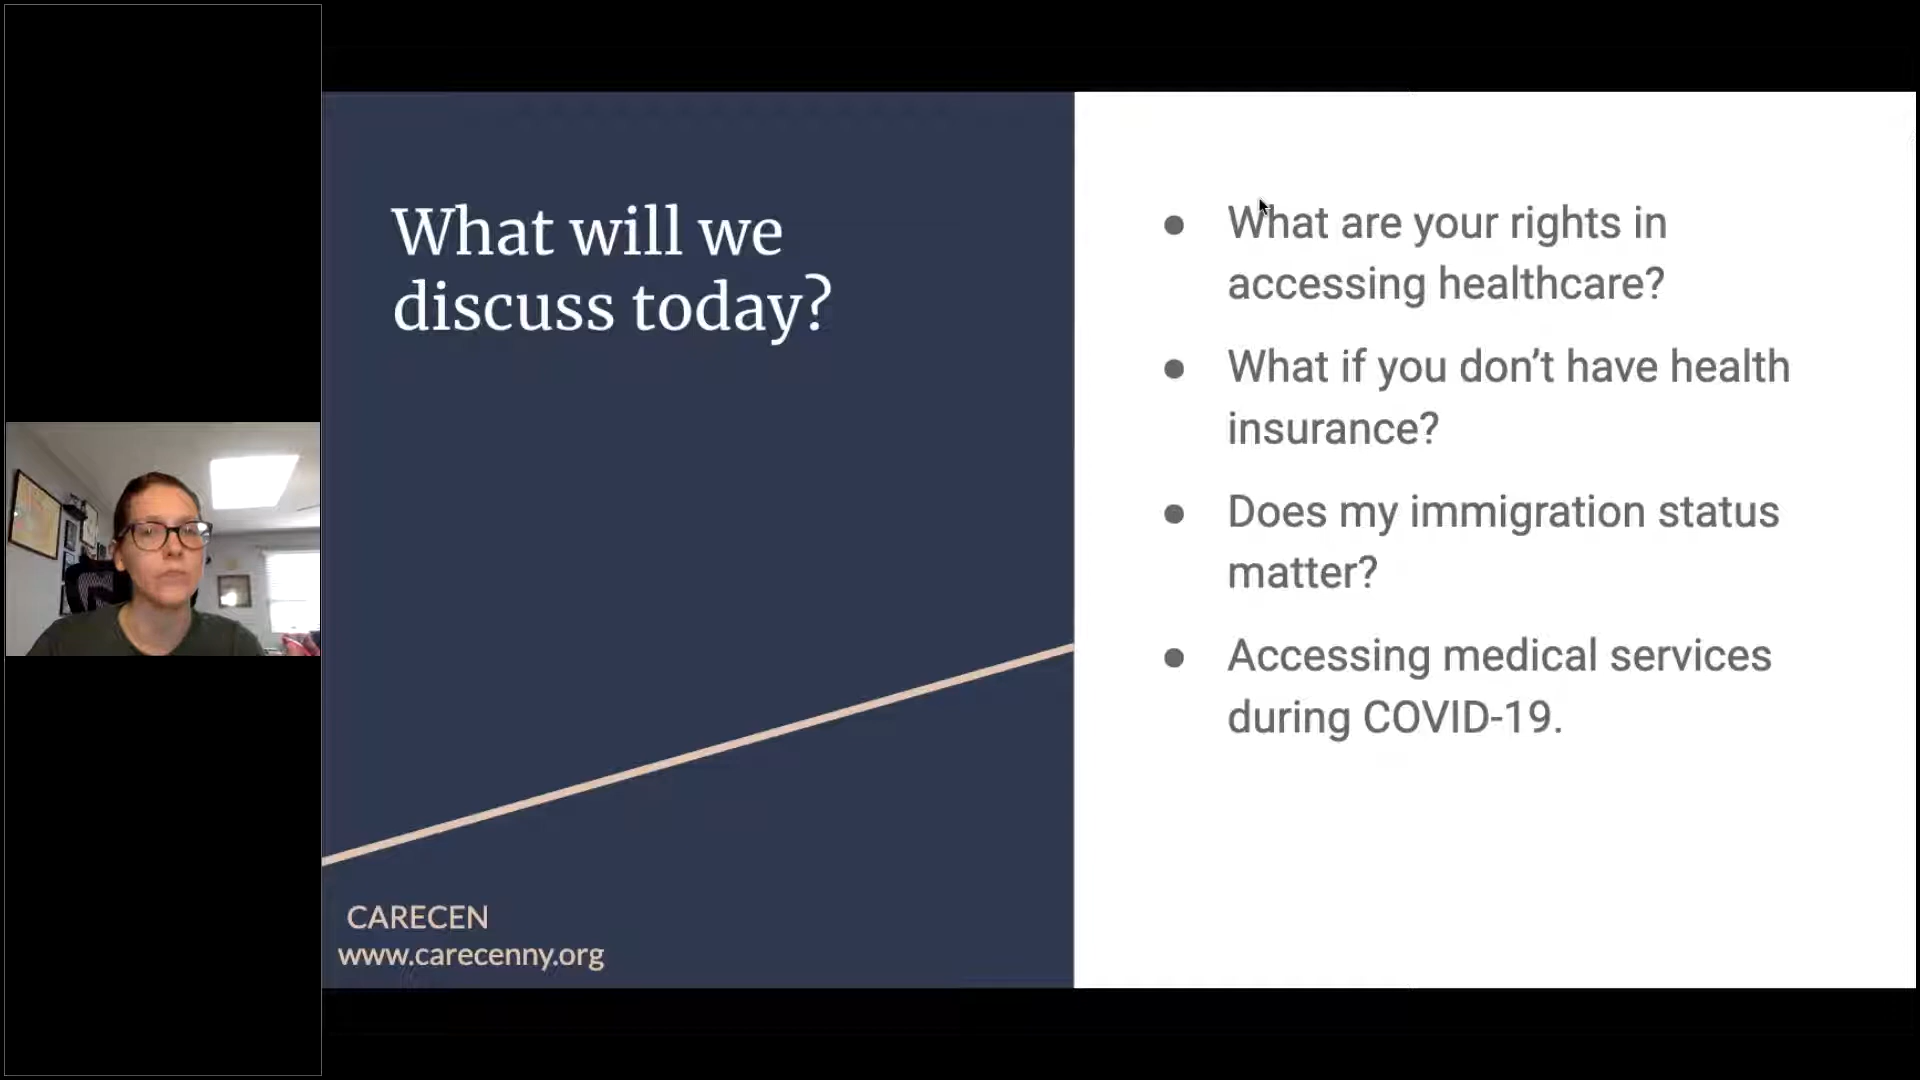 What will we
discuss today?
CARECEN
www.carecenny.org
● What are your rights in
accessing healthcare?
● What if you don’t have health
insurance?
● Does my immigration status
matter?
● Accessing medical services
during COVID-19.